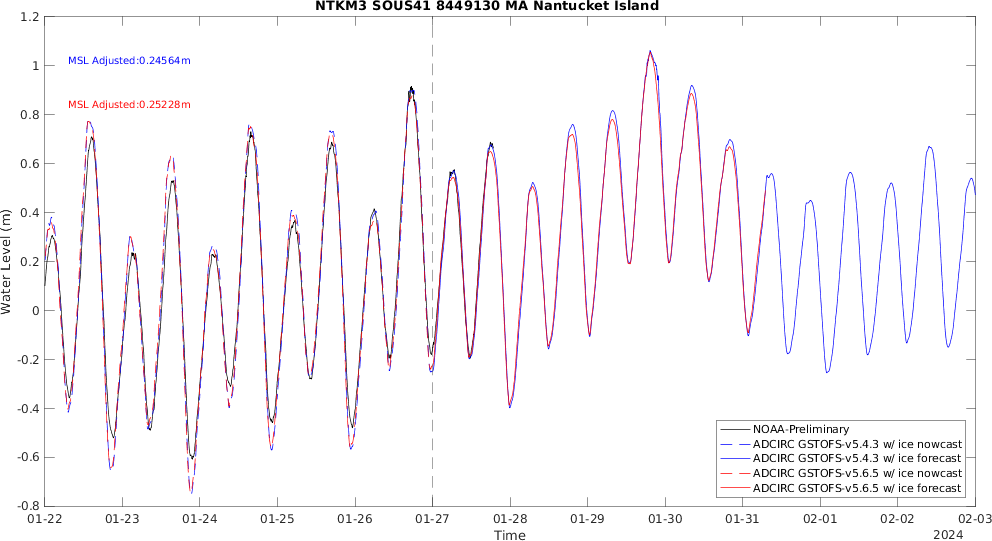 NTKM3 SOUS41 8449130 MA Nantucket Island
1.2
1
0.8
0.6
0.4
0.2
0
-0.2
-0.4
-0.6
-0.8
Water Level (m)
MSL Adjusted:0.24564m
MSL Adjusted:0.25228m
NOAA-Preliminary
ADCIRC GSTOFS-v5.4.3 w/ ice nowcast
ADCIRC GSTOFS-v5.4.3 w/ ice forecast
ADCIRC GSTOFS-v5.6.5 w/ ice nowcast
ADCIRC GSTOFS-v5.6.5 w/ ice forecast
01-22 01-23 01-24 01-25 01-26 01-27 01-28 01-29 01-30 01-31 02-01 02-02 02-03
Time
2024